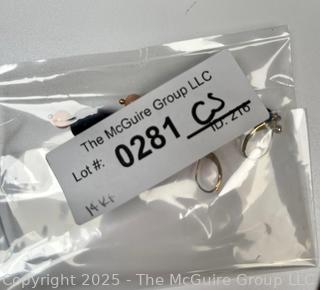 The McGuire Group LLC
Lot #: 0281 CS
ID: 216
14Kt
Copyright 2025 - The McGuire Group LLC